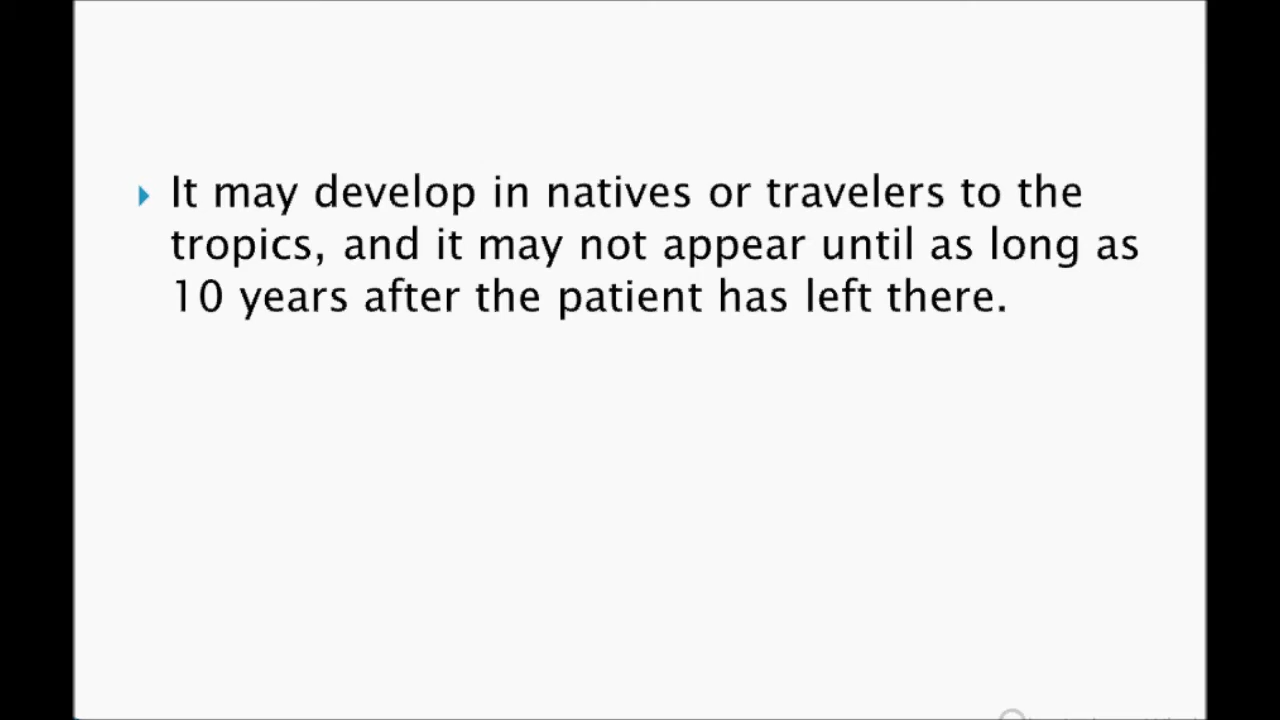 It may develop in natives or travelers to the
tropics, and it may not appear until as long as
10 years after the patient has left there.